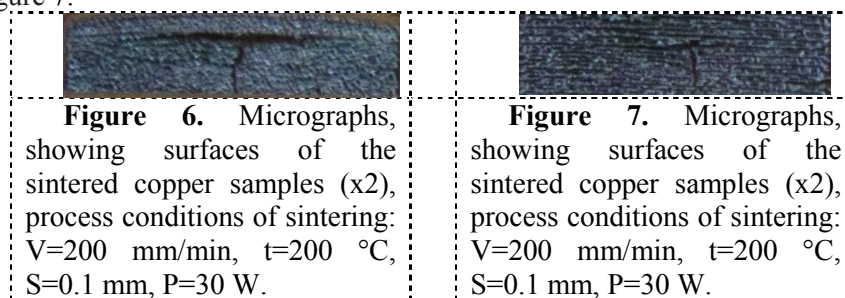 gure 7.
Figure 6. Micrographs,
showing surfaces of the
sintered copper samples (x2),
process conditions of sintering:
V=200 mm/min, t=200 °C,
S=0.1 mm, P=30 W.
Figure 7. Micrographs,
showing surfaces of the
sintered copper samples (x2),
process conditions of sintering:
V=200 mm/min, t=200 °C,
S=0.1 mm, P=30 W.